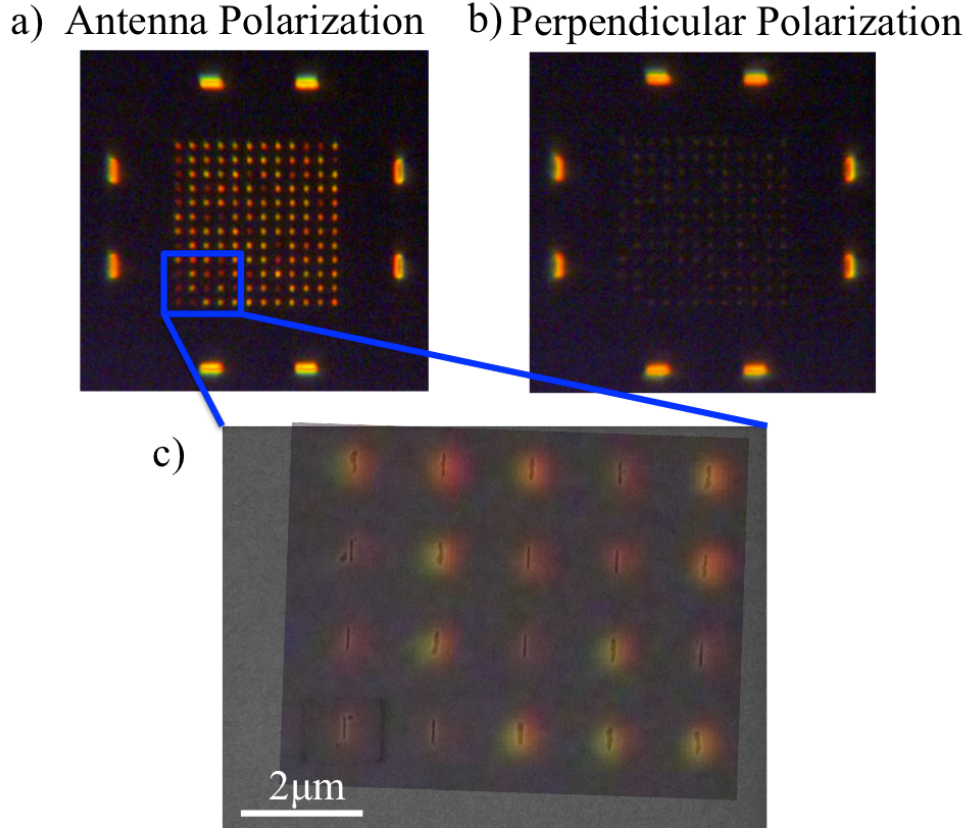 a) Antenna Polarization
b) Perpendicular Polarization
c)
2μm